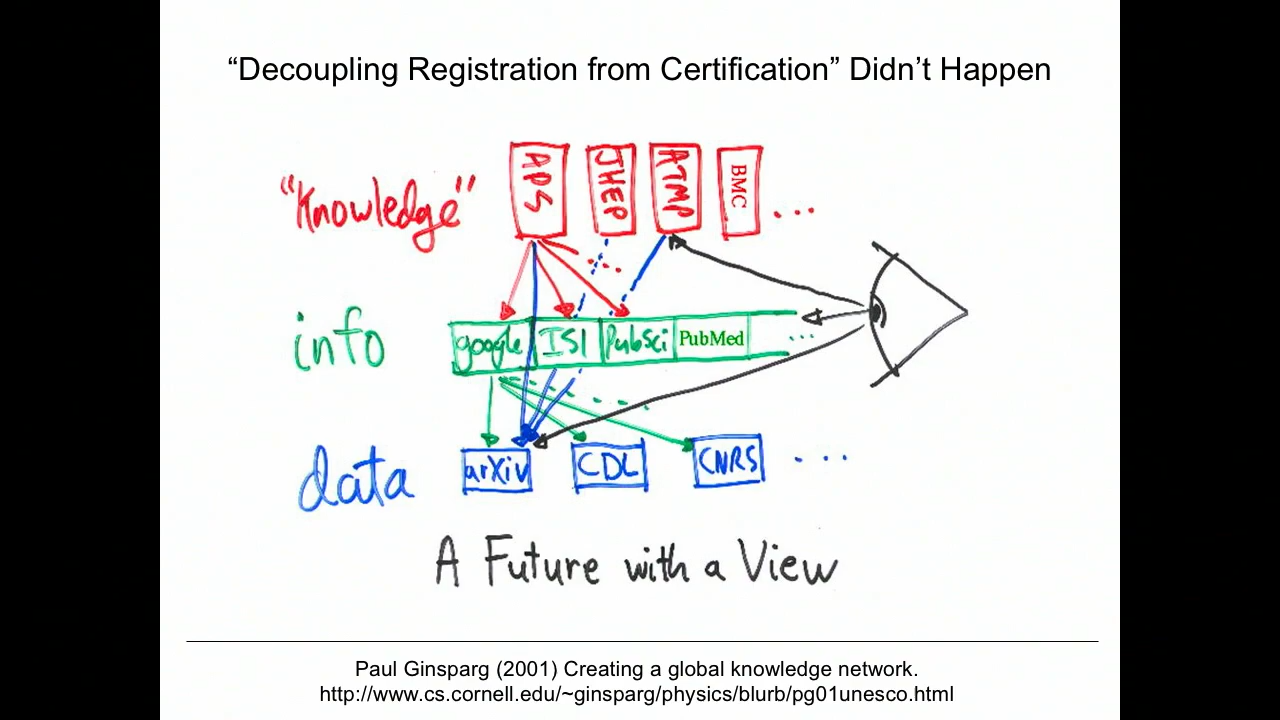 “Decoupling Registration from Certification” Didn’t Happen
“Knowledge”
APS
JHEP
ATMP
BMC
...
info
google
ISI
PubSci
PubMed
...
data
arXiv
CDL
CNRS
...
A Future with a View
Paul Ginsparg (2001) Creating a global knowledge network.
http://www.cs.cornell.edu/~ginsparg/physics/blurb/pg01unesco.html